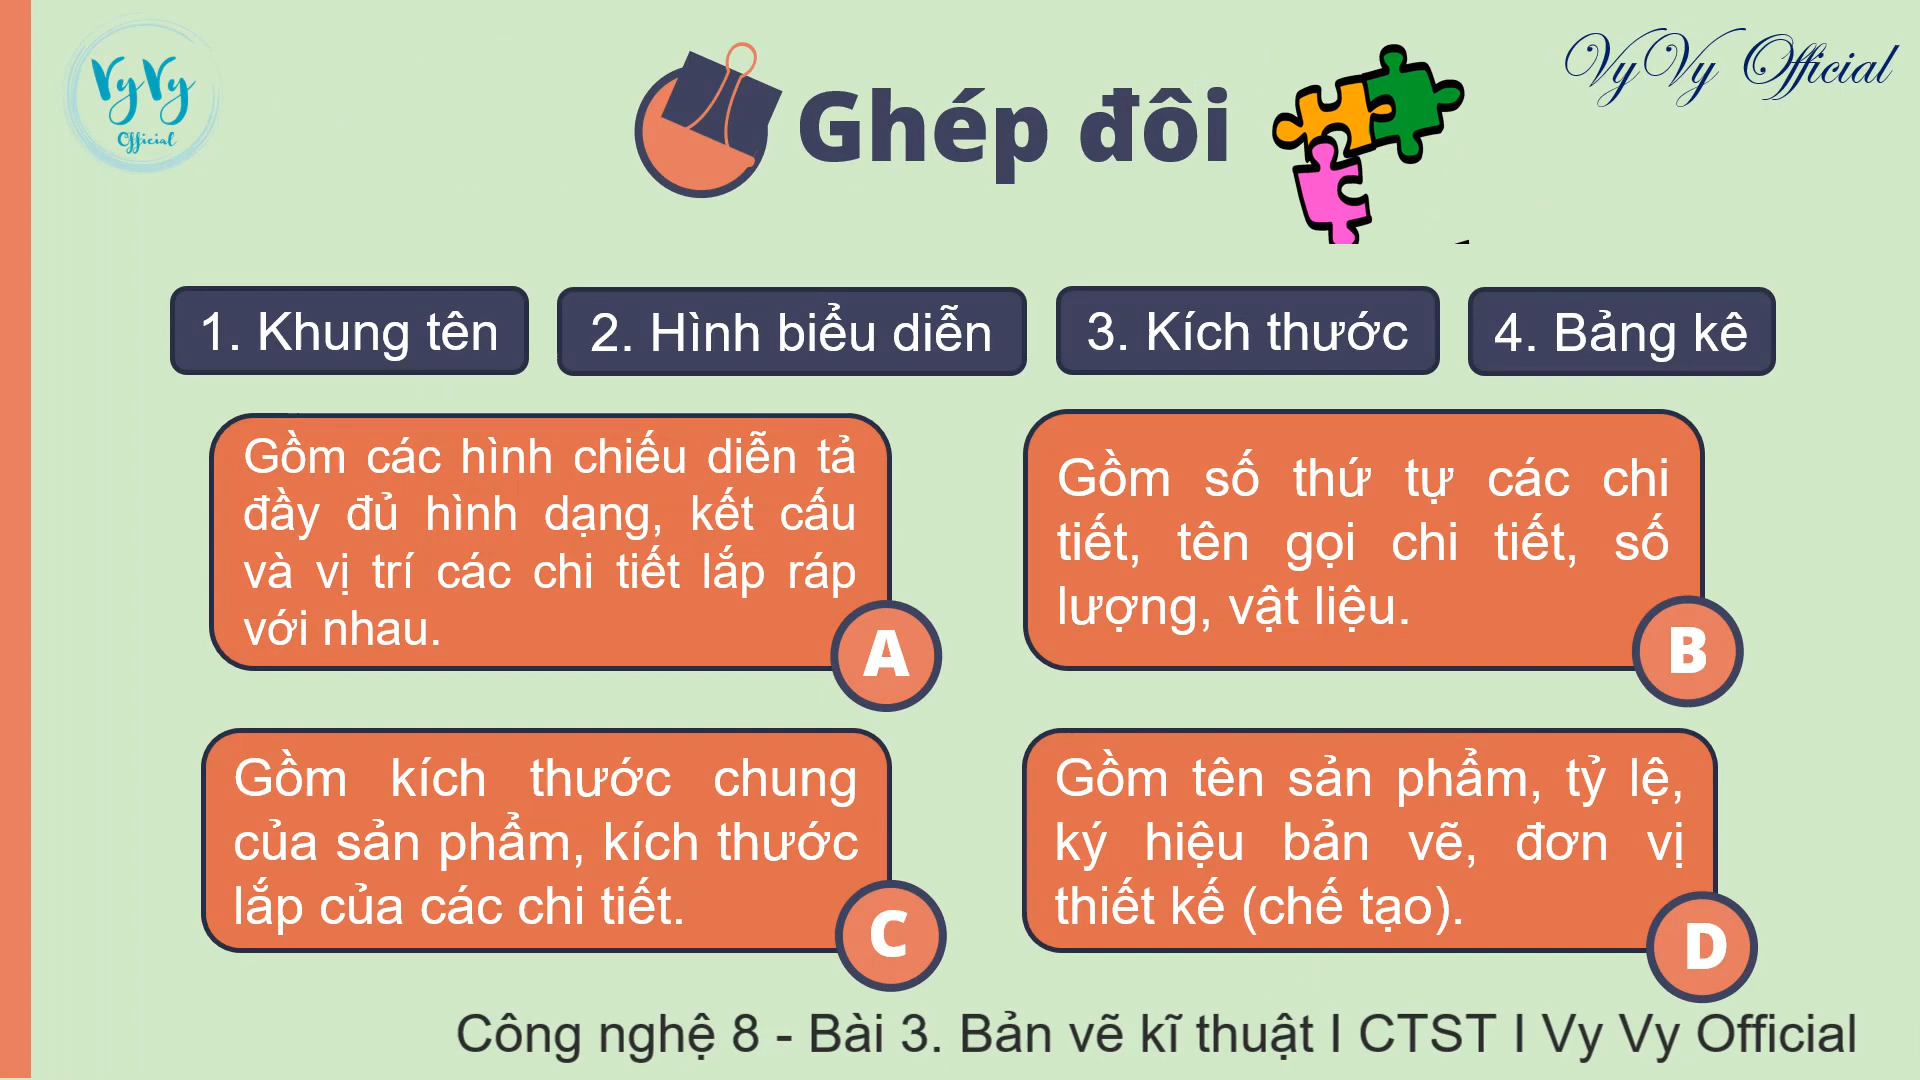 VyVy
Official
Ghép đôi
VyVy Official
1. Khung tên
2. Hình biểu diễn
3. Kích thước
4. Bảng kê
Gồm các hình chiếu diễn tả
đầy đủ hình dạng, kết cấu
và vị trí các chi tiết lắp ráp
với nhau.
A
Gồm số thứ tự các chi
tiết, tên gọi chi tiết, số
lượng, vật liệu.
B
Gồm kích thước chung
của sản phẩm, kích thước
lắp của các chi tiết.
C
Gồm tên sản phẩm, tỷ lệ,
ký hiệu bản vẽ, đơn vị
thiết kế (chế tạo).
D
Công nghệ 8 - Bài 3. Bản vẽ kĩ thuật I CTST I Vy Vy Official